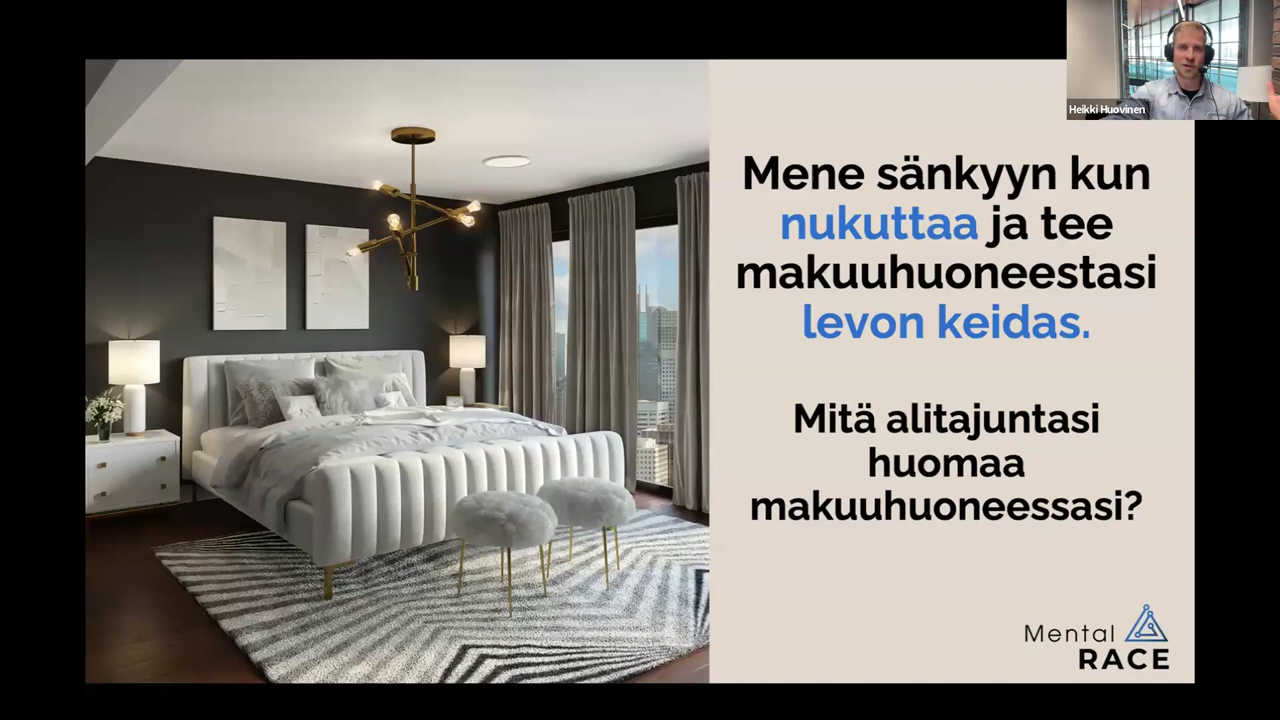 Heikki Huovinen
Mene sänkyyn kun
nukuttaa ja tee
makuuhuoneestasi
levon keidas.
Mitä alitajuntasi
huomaa
makuuhuoneessasi?
Mental
RACE